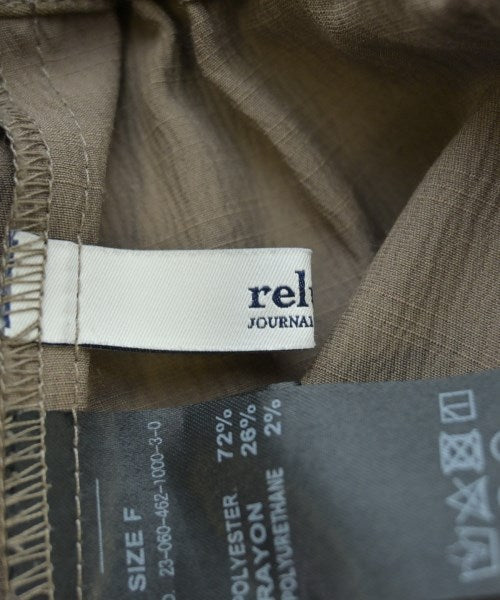 relu
JOURNAL
POLYESTER 72%
RAYON 26%
POLYURETHANE 2%
SIZE F
23-060-462-1000-3-0